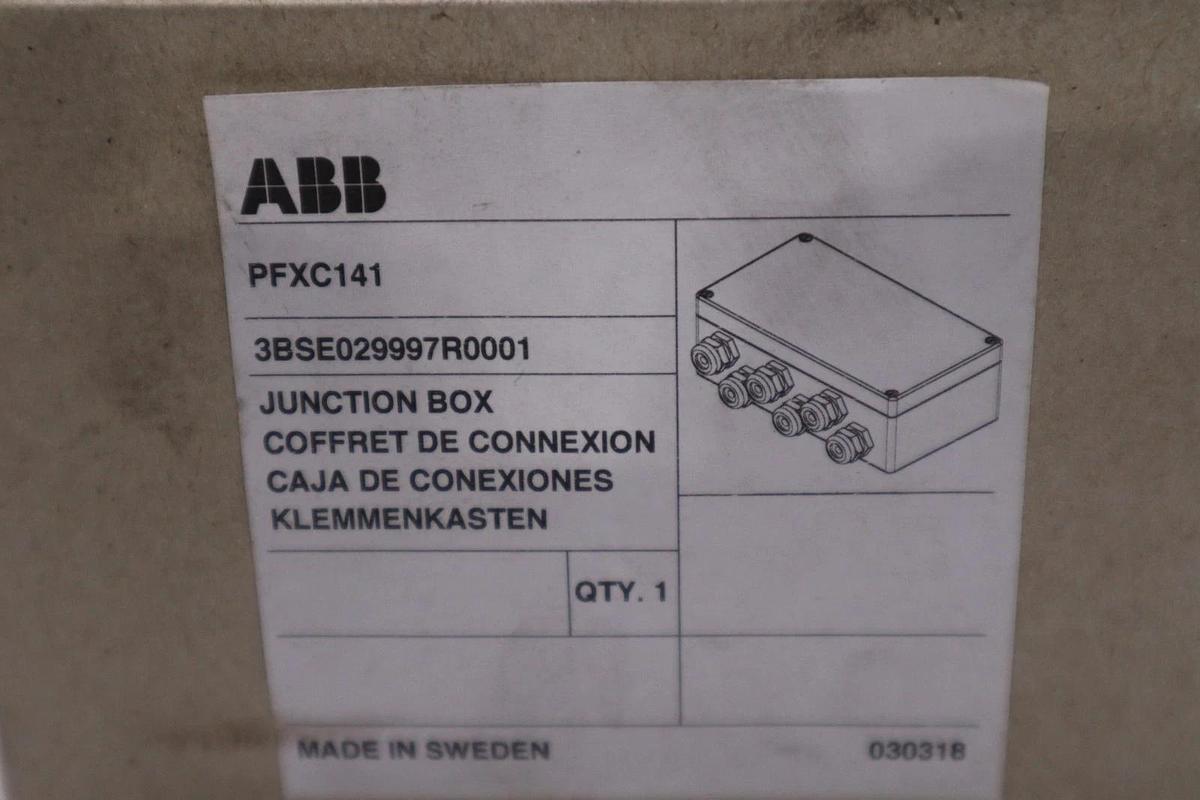 ABB
PFXC141
3BSE029997R0001
JUNCTION BOX
COFFRET DE CONNEXION
CAJA DE CONEXIONES
KLEMMENKASTEN
QTY. 1
MADE IN SWEDEN 030318